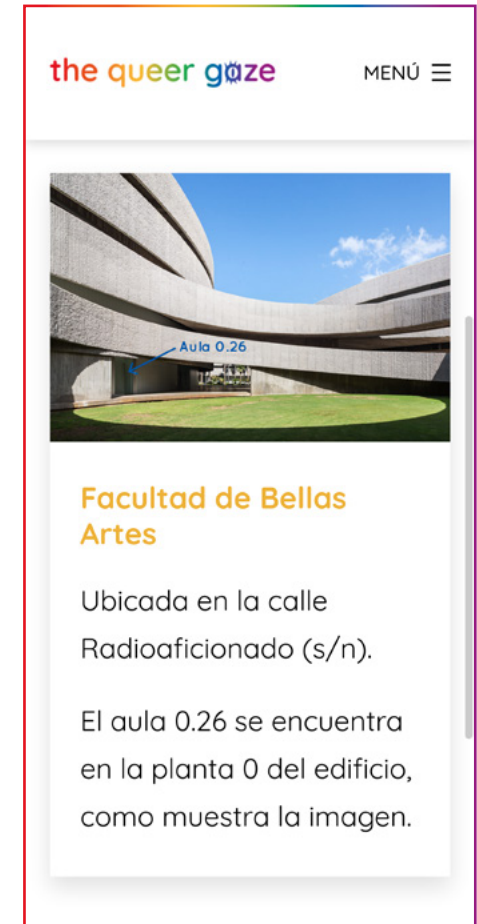 the queer gaze
MENÚ
Aula 0.26
Facultad de Bellas
Artes
Ubicada en la calle
Radioaficionado (s/n).
El aula 0.26 se encuentra
en la planta 0 del edificio,
como muestra la imagen.